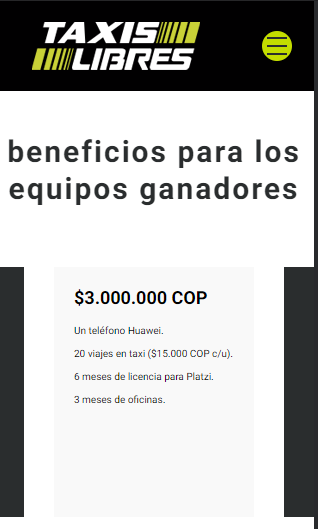 TAXIS
LIBRES
beneficios para los
equipos ganadores
$3.000.000 COP
Un teléfono Huawei.
20 viajes en taxi ($15.000 COP c/u).
6 meses de licencia para Platzi.
3 meses de oficinas.